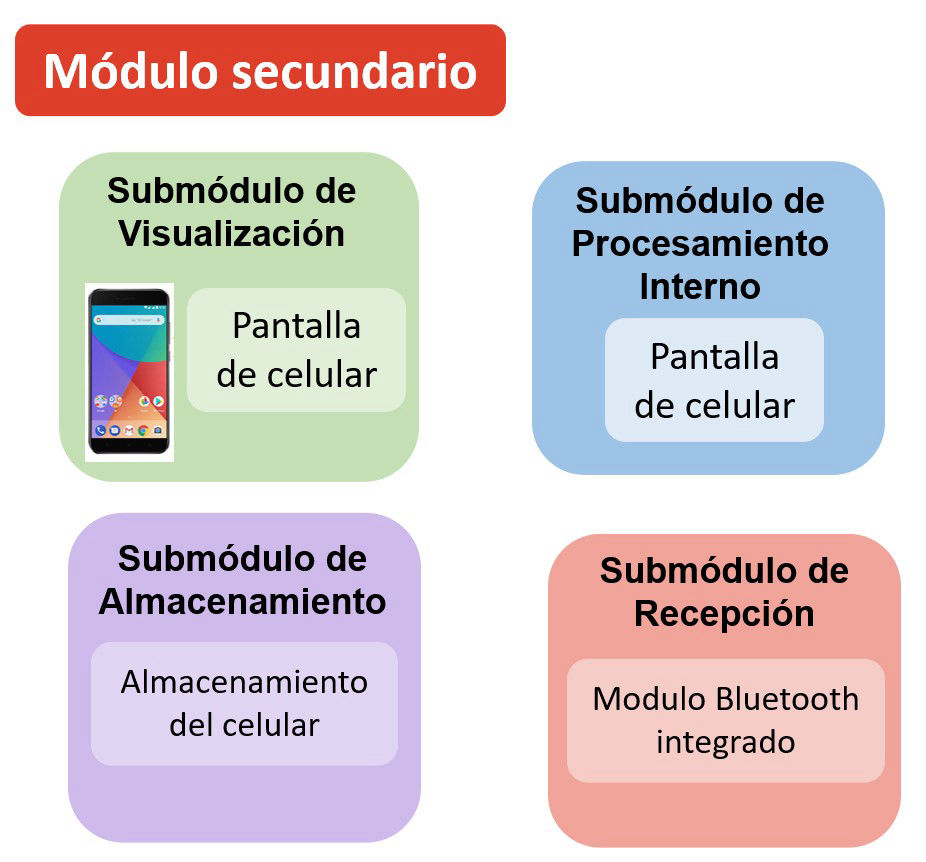 Módulo secundario
Submódulo de
Visualización
Pantalla
de celular
Submódulo de
Procesamiento
Interno
Pantalla
de celular
Submódulo de
Almacenamiento
Almacenamiento
del celular
Submódulo de
Recepción
Modulo Bluetooth
integrado